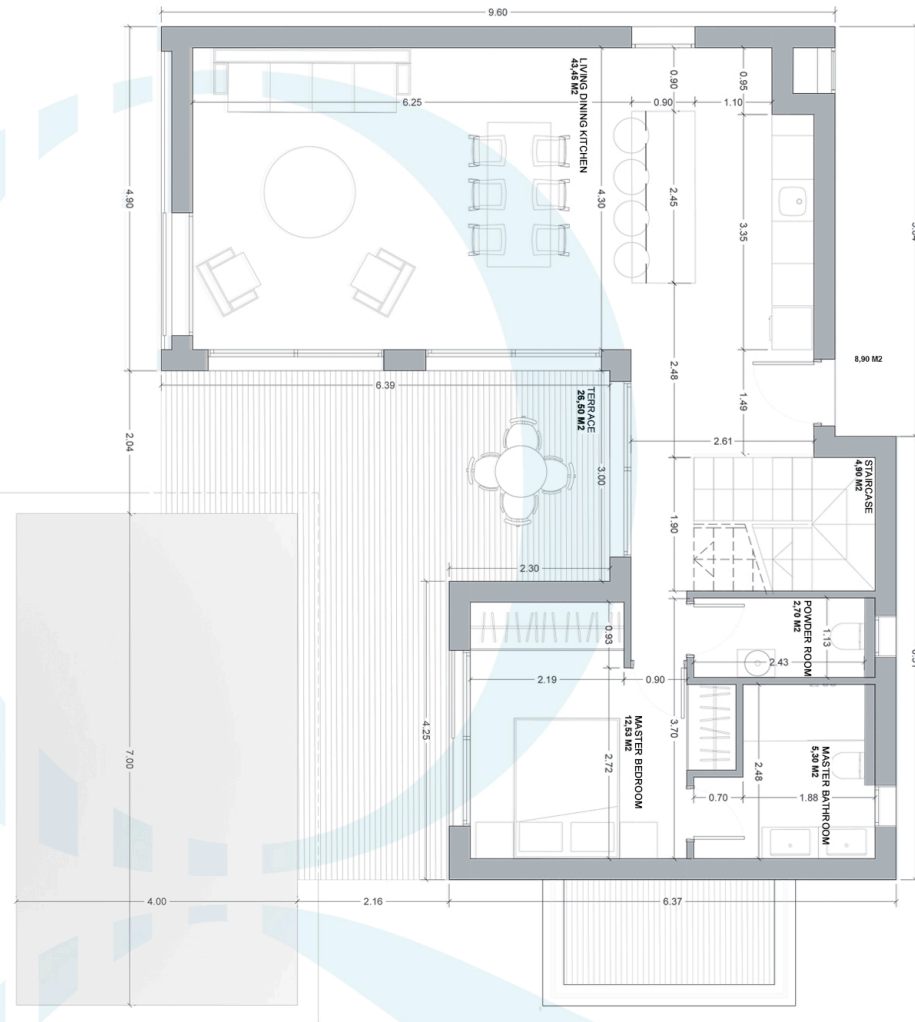 9.60
LIVING DINING KITCHEN
43,45 M2
6.25
0.90
0.90
0.95
1.10
4.90
4.30
2.45
3.35
8,90 M2
2.48
1.49
6.39
TERRACE
26,50 M2
2.61
2.04
3.00
STAIRCASE
4,90 M2
1.90
2.30
0.93
POWDER ROOM
2,70 M2
1.13
2.43
2.19
0.90
4.25
MASTER BEDROOM
12,53 M2
3.70
2.72
2.48
MASTER BATHROOM
5,30 M2
0.70
1.88
7.00
4.00
2.16
6.37